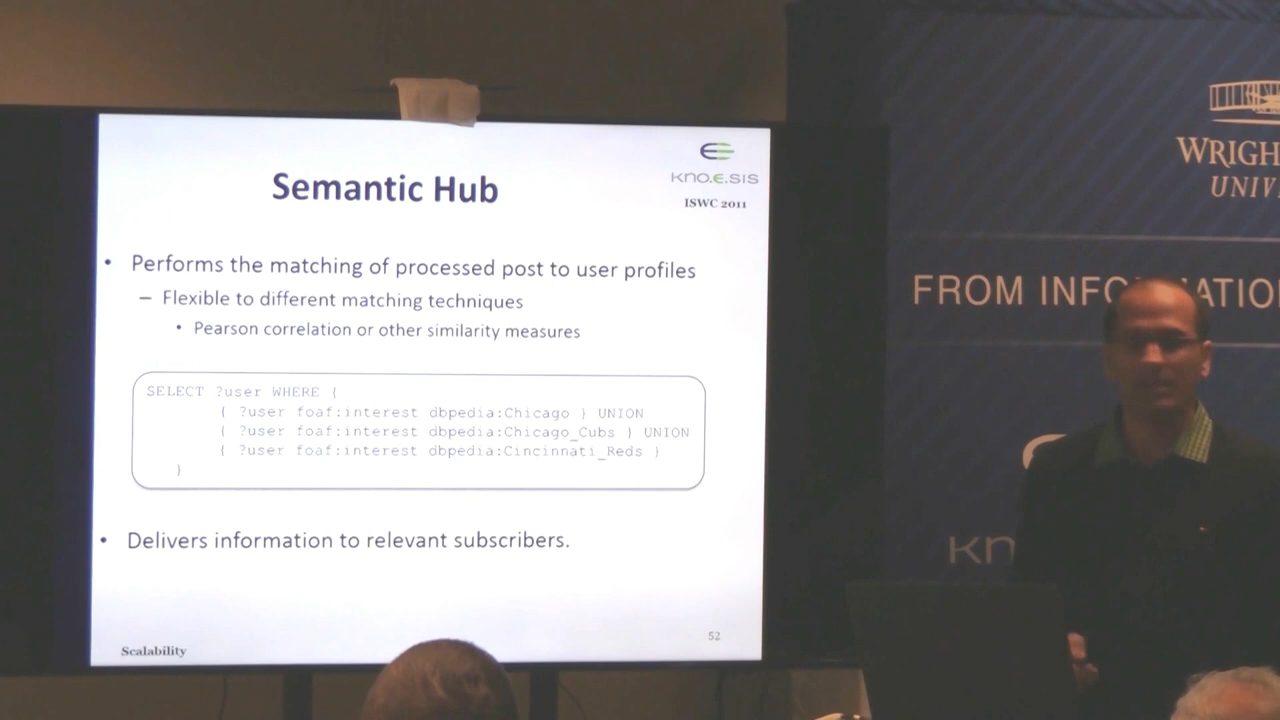 Semantic Hub
KNO.E.SIS
ISWC 2011
• Performs the matching of processed post to user profiles
– Flexible to different matching techniques
• Pearson correlation or other similarity measures
SELECT ?user WHERE {
{ ?user foaf:interest dbpedia:Chicago } UNION
{ ?user foaf:interest dbpedia:Chicago_Cubs } UNION
{ ?user foaf:interest dbpedia:Cincinnati_Reds }
}
• Delivers information to relevant subscribers.
Scalability
52
WRIGH
UNIV
FROM INFO ATIO
kn